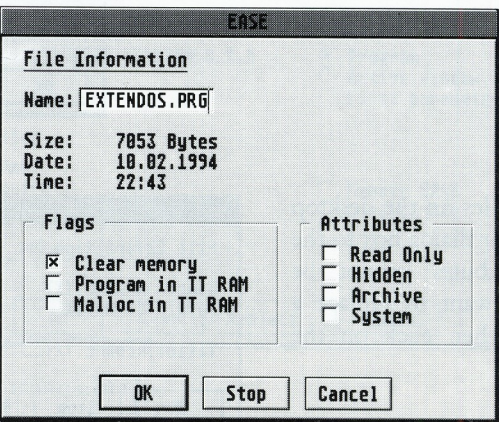 EASE
File Information
Name: EXTENDOS.PRG
Size: 7053 Bytes
Date: 10.02.1994
Time: 22:43
Flags
Clear memory
Program in TT RAM
Malloc in TT RAM
Attributes
Read Only
Hidden
Archive
System
OK Stop Cancel